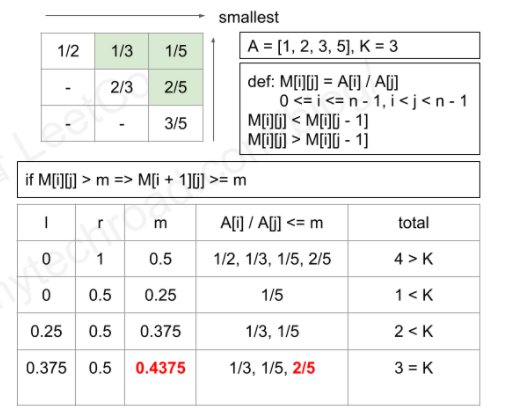 smallest
1/2 1/3 1/5
- 2/3 2/5
- - 3/5
A = [1, 2, 3, 5], K = 3
def: M[i][j] = A[i] / A[j]
0 <= i <= n - 1, i < j < n - 1
M[i][j] < M[i][j - 1]
M[i][j] > M[i][j - 1]
if M[i][j] > m => M[i + 1][j] >= m
l r m A[i] / A[j] <= m total
0 1 0.5 1/2, 1/3, 1/5, 2/5 4 > K
0 0.5 0.25 1/5 1 < K
0.25 0.5 0.375 1/3, 1/5 2 < K
0.375 0.5 0.4375 1/3, 1/5, 2/5 3 = K